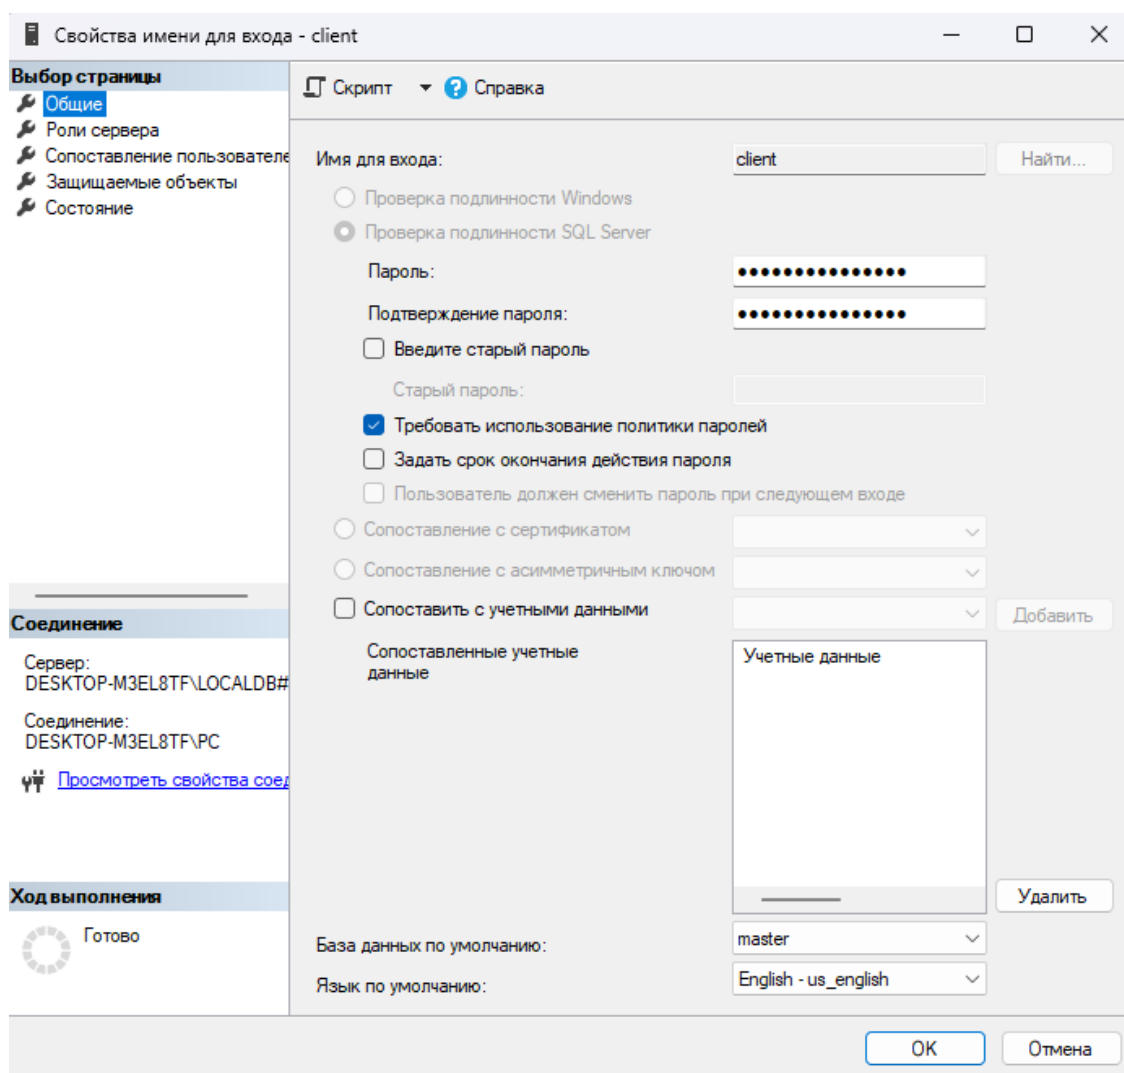 Свойства имени для входа - client
Выбор страницы
Общие
Роли сервера
Сопоставление пользователе
Защищаемые объекты
Состояние
Скрипт
Справка
Имя для входа:
client
Найти...
Проверка подлинности Windows
Проверка подлинности SQL Server
Пароль:
●●●●●●●●●●●●●●●
Подтверждение пароля:
●●●●●●●●●●●●●●●
Введите старый пароль
Старый пароль:
Требовать использование политики паролей
Задать срок окончания действия пароля
Пользователь должен сменить пароль при следующем входе
Сопоставление с сертификатом
Сопоставление с асимметричным ключом
Сопоставить с учетными данными
Добавить
Сопоставленные учетные
данные
Учетные данные
Удалить
База данных по умолчанию:
master
Язык по умолчанию:
English - us_english
Соединение
Сервер:
DESKTOP-M3EL8TF\LOCALDB#
Соединение:
DESKTOP-M3EL8TF\PC
Просмотреть свойства соед
Ход выполнения
Готово
OK
Отмена